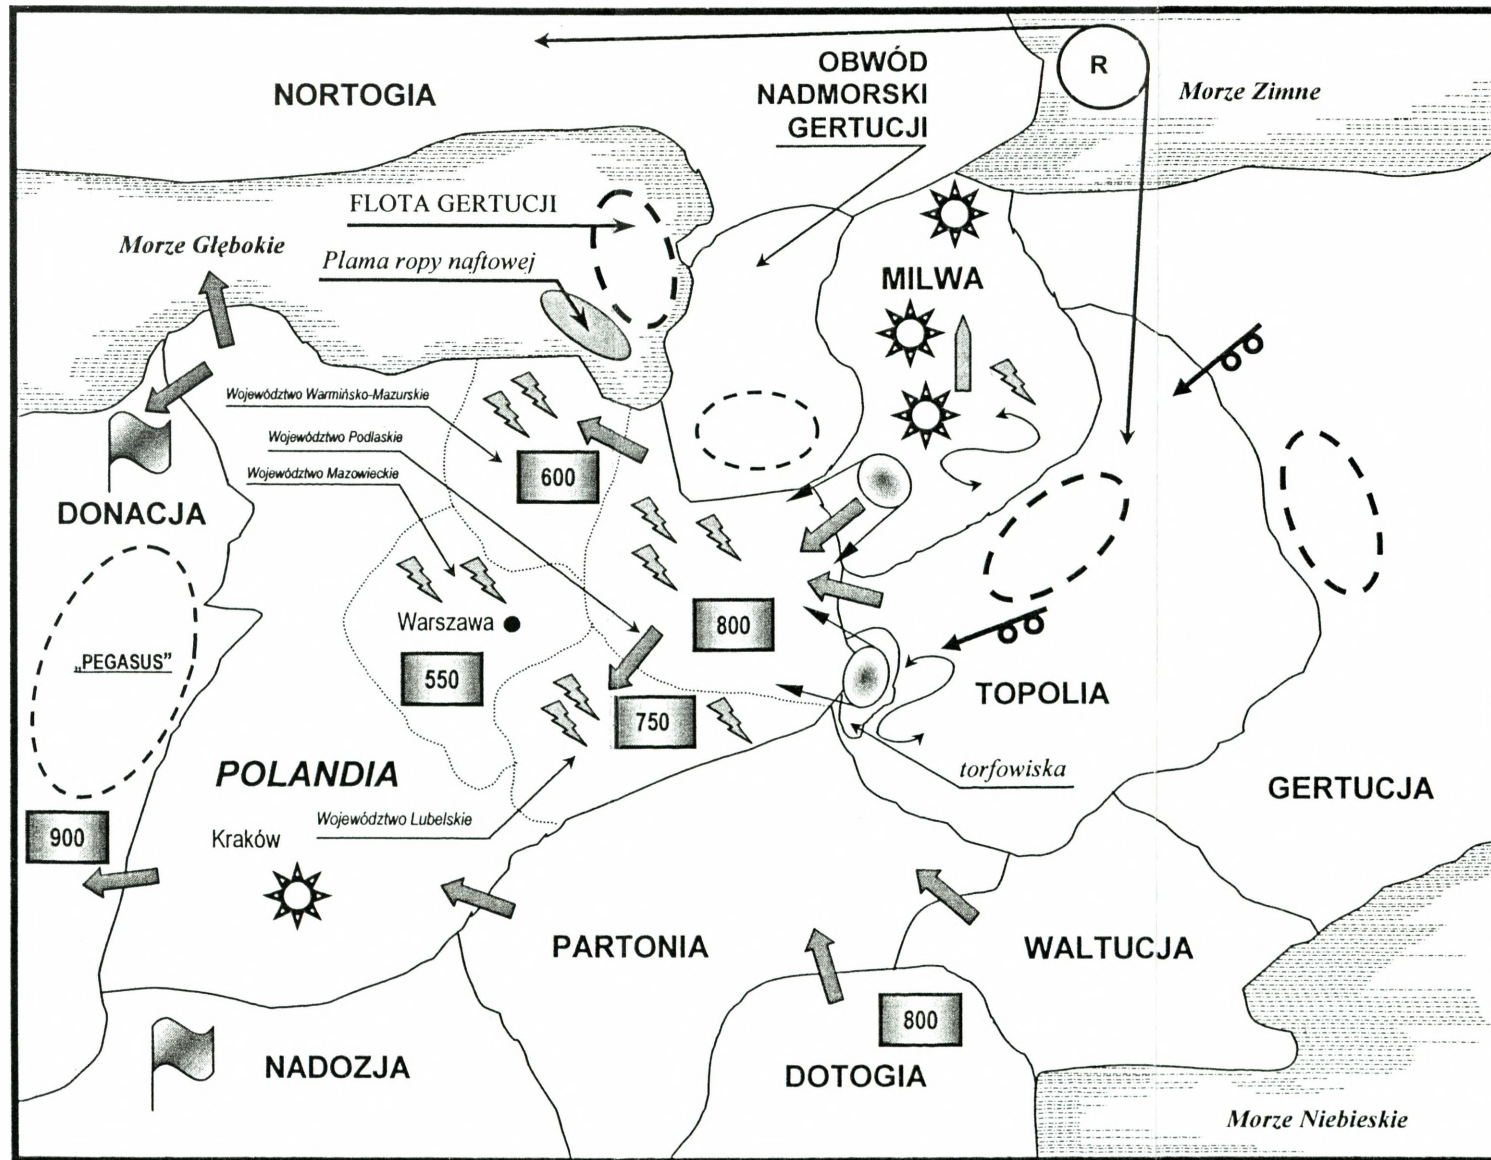 R
OBWÓD
NADMORSKI
GERTUCJI
NORTOGIA
Morze Zimne
FLOTA GERTUCJI
Morze Głębokie
Plama ropy naftowej
MILWA
Województwo Warmińsko-Mazurskie
Województwo Podlaskie
Województwo Mazowieckie
600
DONACJA
Warszawa
800
„PEGASUS”
550
750
TOPOLIA
POLANDIA
torfowiska
GERTUCJA
Województwo Lubelskie
900
Kraków
PARTONIA
WALTUCJA
800
NADOZJA
DOTOGIA
Morze Niebieskie